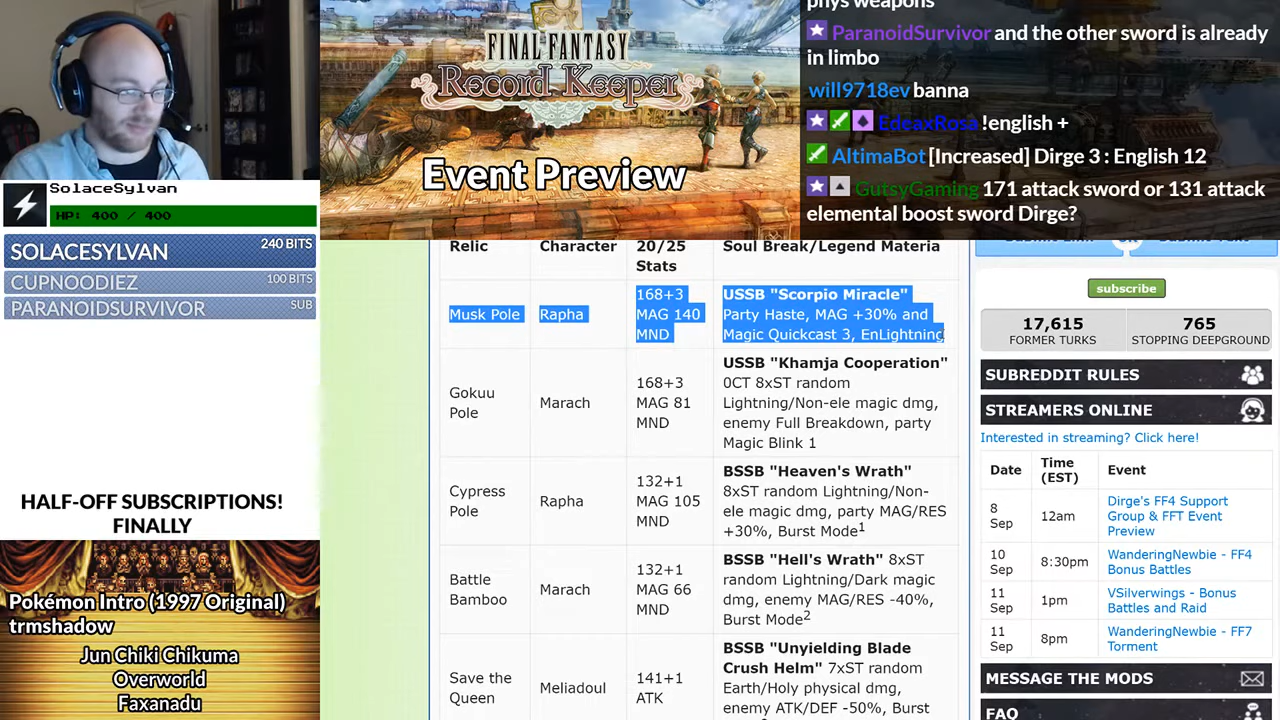 SolaceSylvan
HP: 400 / 400
SOLACESYLVAN 240 BITS
CUPNOODIEZ 100 BITS
PARANOIDSURVIVOR SUB
HALF-OFF SUBSCRIPTIONS!
FINALLY
Pokémon Intro (1997 Original)
trmshadow
Jun Chiki Chikuma
Overworld
Faxanadu
FINAL FANTASY
Record Keeper
Event Preview
phys weapons
ParanoidSurvivor and the other sword is already
in limbo
will9718ev banna
EdeaxRosa !english +
AltimaBot [Increased] Dirge 3 : English 12
GutsyGaming 171 attack sword or 131 attack
elemental boost sword Dirge?
Relic
Character
20/25
Stats
Soul Break/Legend Materia
Musk Pole
Rapha
168+3
MAG 140
MND
USSB "Scorpio Miracle"
Party Haste, MAG +30% and
Magic Quickcast 3, EnLightning
Gokuu
Pole
Marach
168+3
MAG 81
MND
USSB "Khamja Cooperation"
0CT 8xST random
Lightning/Non-ele magic dmg,
enemy Full Breakdown, party
Magic Blink 1
Cypress
Pole
Rapha
132+1
MAG 105
MND
BSSB "Heaven's Wrath"
8xST random Lightning/Non-
ele magic dmg, party MAG/RES
+30%, Burst Mode1
Battle
Bamboo
Marach
132+1
MAG 66
MND
BSSB "Hell's Wrath" 8xST
random Lightning/Dark magic
dmg, enemy MAG/RES -40%,
Burst Mode2
Save the
Queen
Meliadoul
141+1
ATK
BSSB "Unyielding Blade
Crush Helm" 7xST random
Earth/Holy physical dmg,
enemy ATK/DEF -50%, Burst
subscribe
17,615
FORMER TURKS
765
STOPPING DEEPGROUND
SUBREDDIT RULES
STREAMERS ONLINE
Interested in streaming? Click here!
Date
Time
(EST)
Event
8
Sep
12am
Dirge's FF4 Support
Group & FFT Event
Preview
10
Sep
8:30pm
WanderingNewbie - FF4
Bonus Battles
11
Sep
1pm
VSilverwings - Bonus
Battles and Raid
11
Sep
8pm
WanderingNewbie - FF7
Torment
MESSAGE THE MODS
FAQ